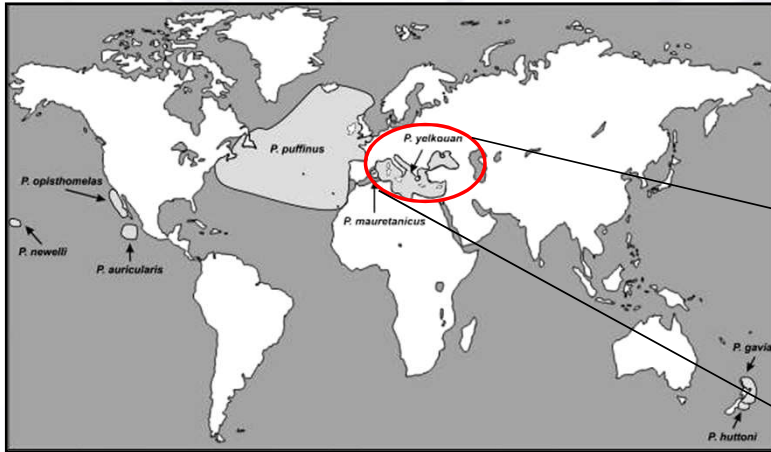 P. yelkouan
P. puffinus
P. opisthomelas
P. mauretanicus
P. newelli
P. auricularis
P. gavia
P. huttoni